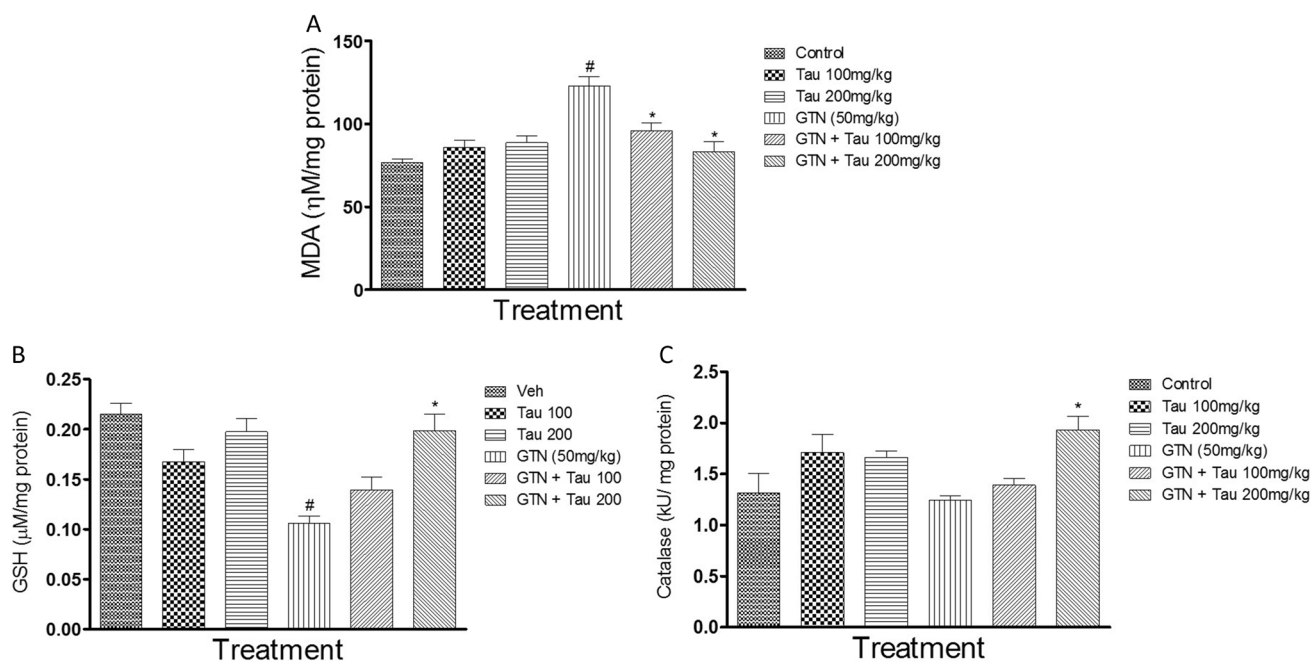 A
MDA (ηM/mg protein)
150
100
50
0
#
*
*
Treatment
Control
Tau 100mg/kg
Tau 200mg/kg
GTN (50mg/kg)
GTN + Tau 100mg/kg
GTN + Tau 200mg/kg
B
GSH (μM/mg protein)
0.25
0.20
0.15
0.10
0.05
0.00
#
*
Treatment
Veh
Tau 100
Tau 200
GTN (50mg/kg)
GTN + Tau 100
GTN + Tau 200
C
Catalase (kU/ mg protein)
2.5
2.0
1.5
1.0
0.5
0.0
*
Treatment
Control
Tau 100mg/kg
Tau 200mg/kg
GTN (50mg/kg)
GTN + Tau 100mg/kg
GTN + Tau 200mg/kg